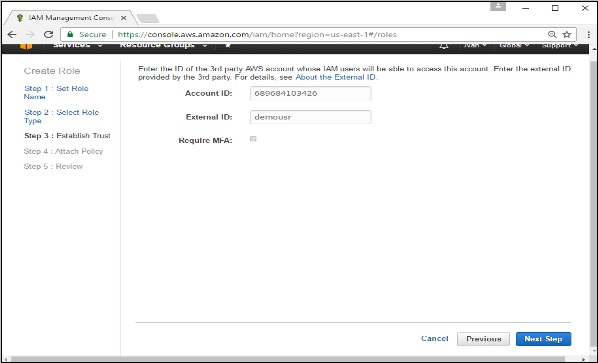 IAM Management Cons
Secure
https://console.aws.amazon.com/iam/home?region=us-east-1#/roles
Services
Resource Groups
Alan
Global
Support
Create Role
Step 1 : Set Role
Name
Step 2 : Select Role
Type
Step 3 : Establish Trust
Step 4 : Attach Policy
Step 5 : Review
Enter the ID of the 3rd party AWS account whose IAM users will be able to access this account. Enter the external ID
provided by the 3rd party. For details, see About the External ID.
Account ID: 689684103426
External ID: demousr
Require MFA:
Cancel
Previous
Next Step